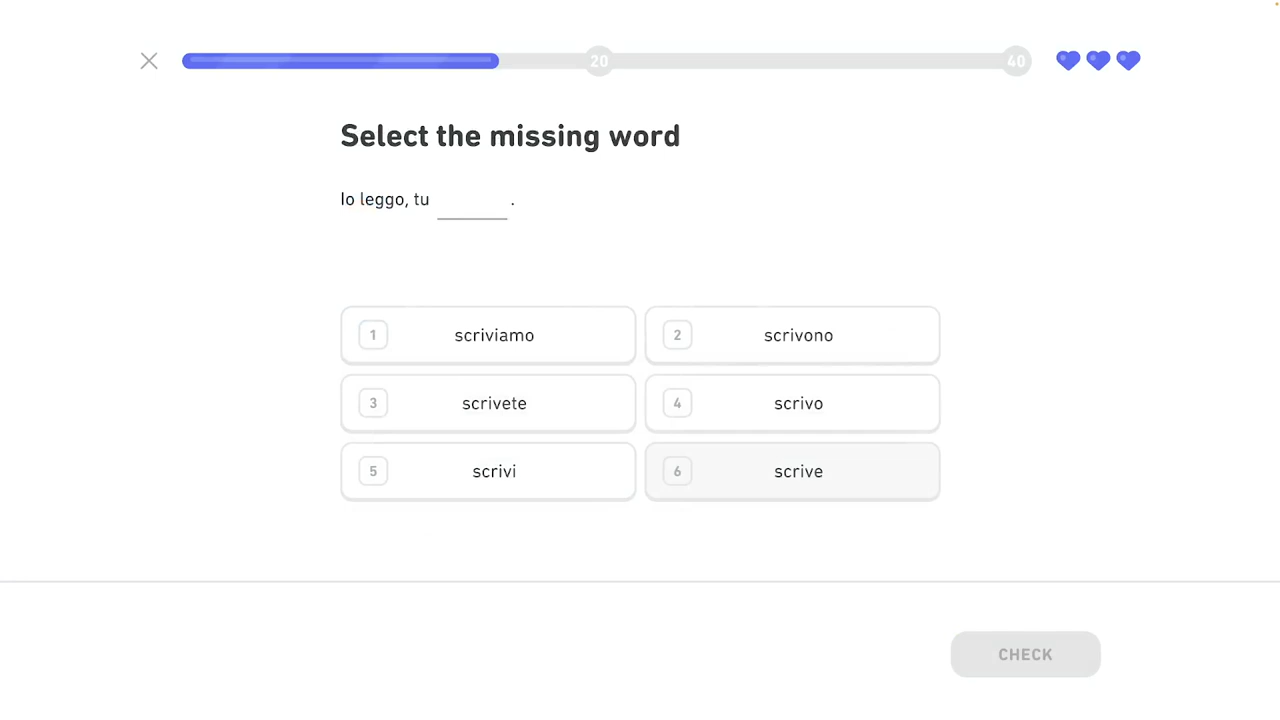 20
40
Select the missing word
Io leggo, tu ______ .
1 scriviamo
2 scrivono
3 scrivete
4 scrivo
5 scrivi
6 scrive
CHECK